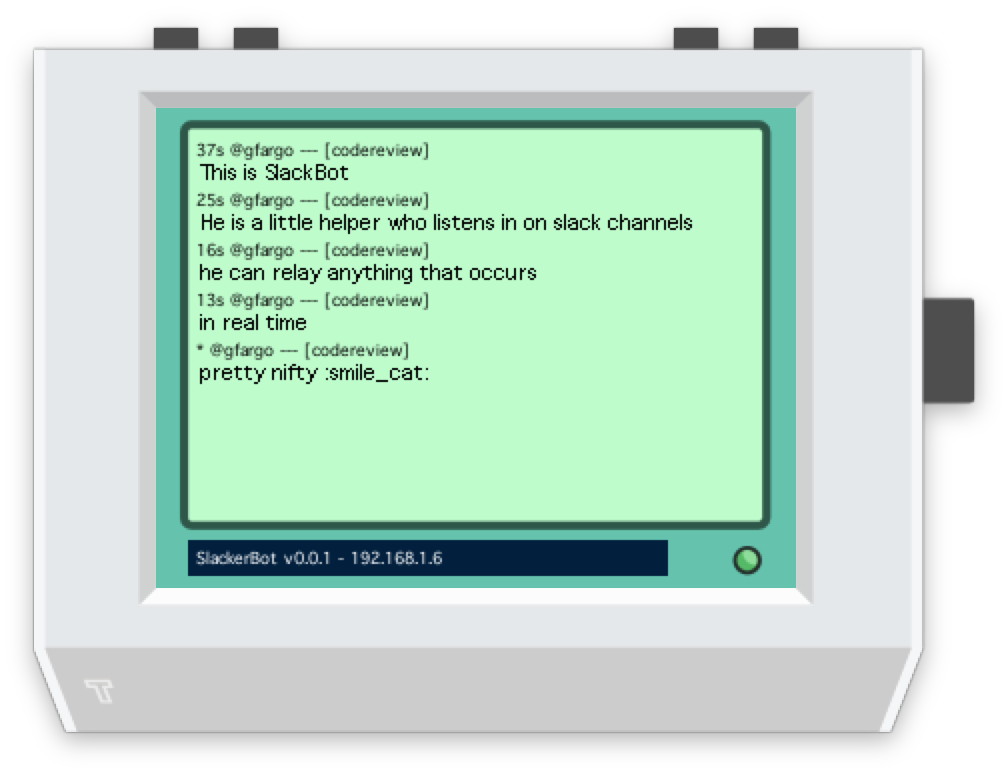 37s @gfargo --- [codereview]
This is SlackBot
25s @gfargo --- [codereview]
He is a little helper who listens in on slack channels
16s @gfargo --- [codereview]
he can relay anything that occurs
13s @gfargo --- [codereview]
in real time
* @gfargo --- [codereview]
pretty nifty :smile_cat:
SlackerBot v0.0.1 - 192.168.1.6